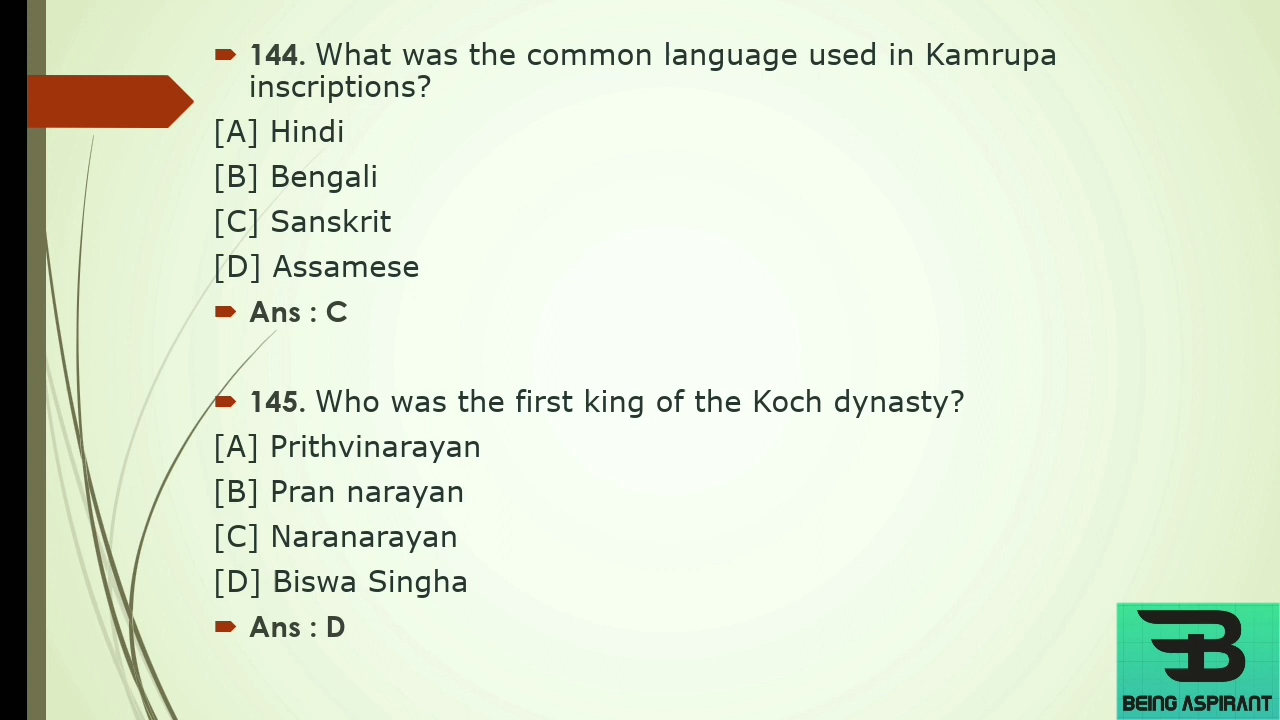 144. What was the common language used in Kamrupa
inscriptions?
[A] Hindi
[B] Bengali
[C] Sanskrit
[D] Assamese
Ans : C
145. Who was the first king of the Koch dynasty?
[A] Prithvinarayan
[B] Pran narayan
[C] Naranarayan
[D] Biswa Singha
Ans : D
BEING ASPIRANT